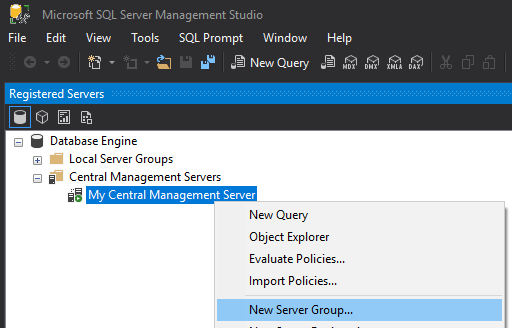 Microsoft SQL Server Management Studio
File Edit View Tools SQL Prompt Window Help
New Query MDX DMX XMLA DAX
Registered Servers
Database Engine
Local Server Groups
Central Management Servers
My Central Management Server
New Query
Object Explorer
Evaluate Policies...
Import Policies...
New Server Group...